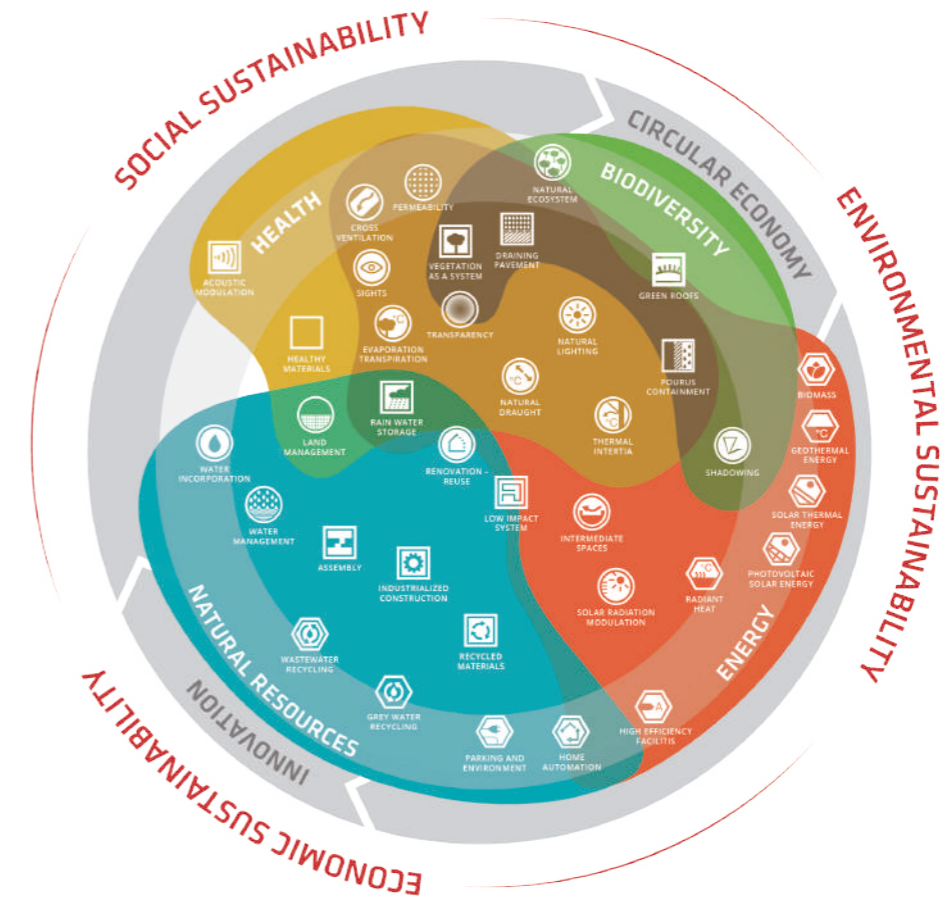 SOCIAL SUSTAINABILITY
CIRCULAR ECONOMY
ENVIRONMENTAL SUSTAINABILITY
HEALTH
BIODIVERSITY
PERMEABILITY
NATURAL
ECOSYSTEM
CROSS
VENTILATION
VEGETATION
AS A SYSTEM
DRAINING
PAVEMENT
ACOUSTIC
MODULATION
SIGHTS
GREEN ROOFS
HEALTHY
MATERIALS
EVAPORATION
TRANSPIRATION
TRANSPARENCY
NATURAL
LIGHTING
POURUS
CONTAINMENT
BIOMASS
LAND
MANAGEMENT
RAIN WATER
STORAGE
NATURAL
DRAUGHT
THERMAL
INTERTIA
°C
°C
°C
GEOTHERMAL
ENERGY
WATER
INCORPORATION
RENOVATION -
REUSE
SHADOWING
SOLAR THERMAL
ENERGY
WATER
MANAGEMENT
LOW IMPACT
SYSTEM
INTERMEDIATE
SPACES
ASSEMBLY
INDUSTRIALIZED
CONSTRUCTION
SOLAR RADIATION
MODULATION
°C
RADIANT
HEAT
PHOTOVOLTAIC
SOLAR ENERGY
WASTEWATER
RECYCLING
RECYCLED
MATERIALS
ENERGY
NATURAL RESOURCES
GREY WATER
RECYCLING
PARKING AND
ENVIRONMENT
HOME
AUTOMATION
A
HIGH EFFICIENCY
FACILITIS
INNOVATION
ECONOMIC SUSTAINABILITY